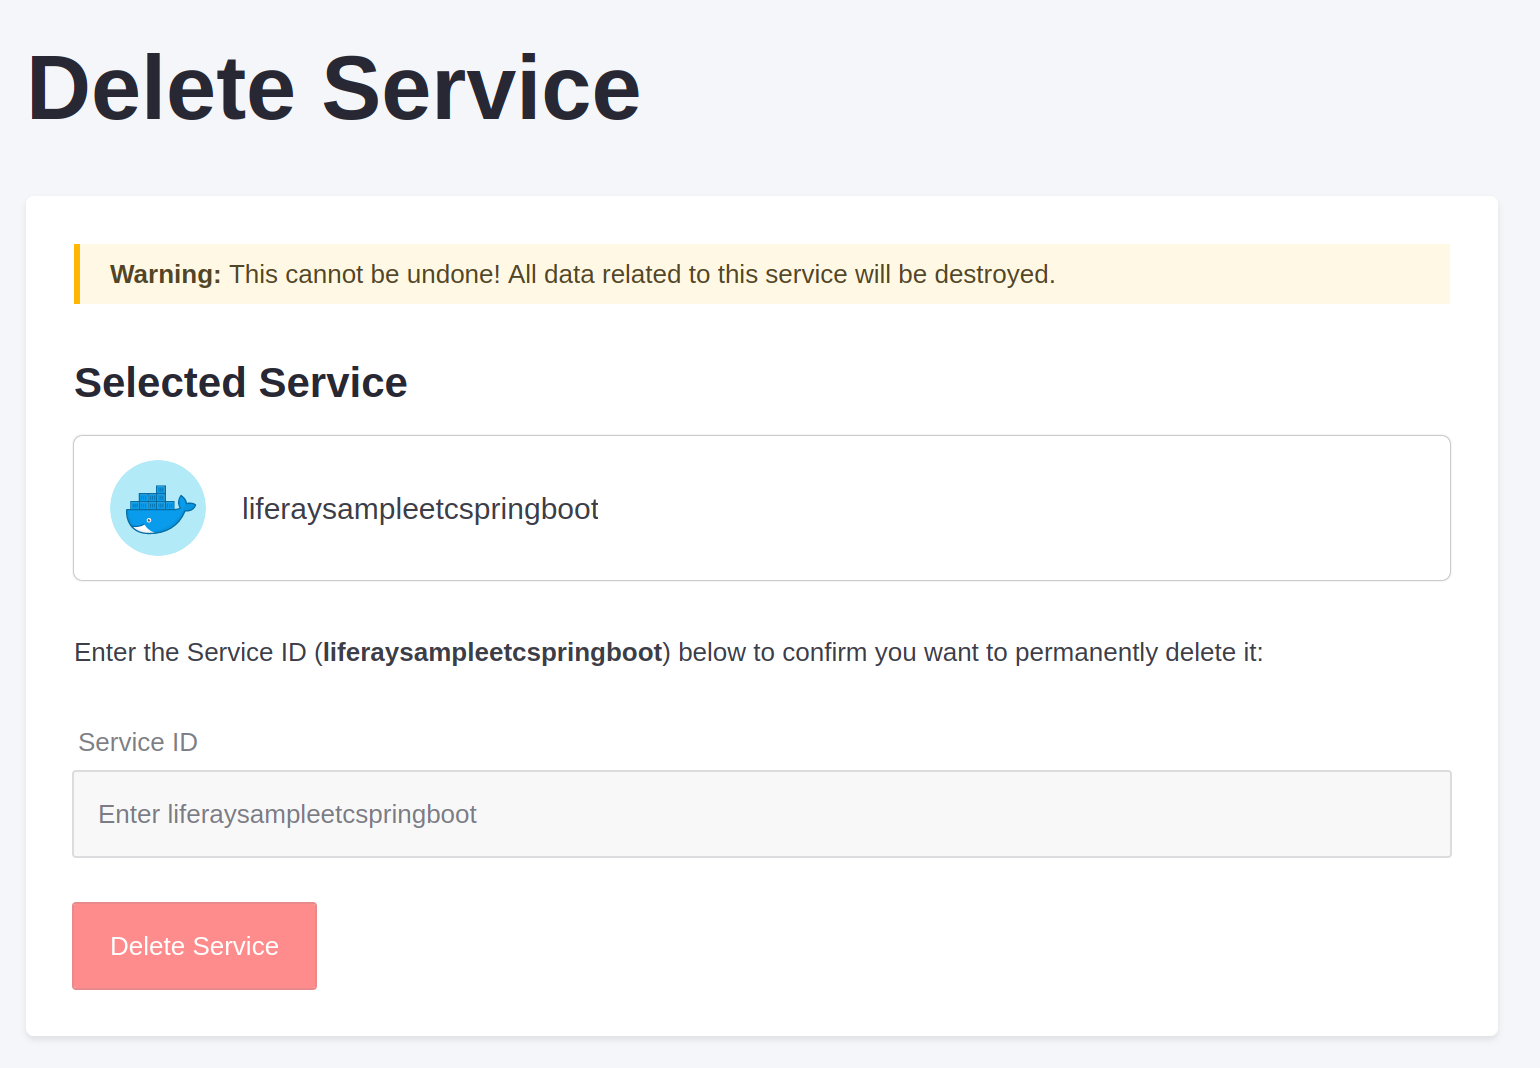 Delete Service
Warning: This cannot be undone! All data related to this service will be destroyed.
Selected Service
liferaysampleetcspringboot
Enter the Service ID (liferaysampleetcspringboot) below to confirm you want to permanently delete it:
Service ID
Enter liferaysampleetcspringboot
Delete Service